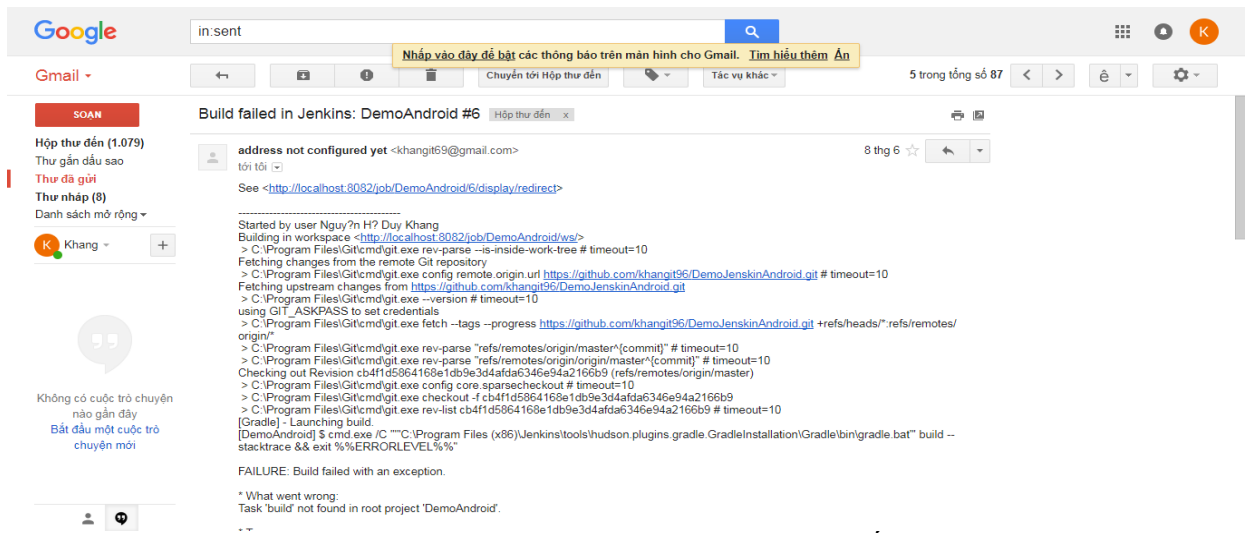 Google
in:sent
K
Nhấp vào đây để bật các thông báo trên màn hình cho Gmail. Tìm hiểu thêm Ẩn
Gmail
Chuyển tới Hộp thư đến
Tác vụ khác
5 trong tổng số 87
ê
SOẠN
Build failed in Jenkins: DemoAndroid #6 Hộp thư đến x
Hộp thư đến (1.079)
Thư gắn dấu sao
Thư đã gửi
Thư nháp (8)
Danh sách mở rộng
K Khang
+
Không có cuộc trò chuyện
nào gần đây
Bắt đầu một cuộc trò
chuyện mới
address not configured yet <khangit69@gmail.com>
8 thg 6
tới tôi
See <http://localhost:8082/job/DemoAndroid/6/display/redirect>
------------------------------------------
Started by user Nguy?n H? Duy Khang
Building in workspace <http://localhost:8082/job/DemoAndroid/ws/>
> C:\Program Files\Git\cmd\git.exe rev-parse --is-inside-work-tree # timeout=10
Fetching changes from the remote Git repository
> C:\Program Files\Git\cmd\git.exe config remote.origin.url https://github.com/khangit96/DemoJenskinAndroid.git # timeout=10
Fetching upstream changes from https://github.com/khangit96/DemoJenskinAndroid.git
> C:\Program Files\Git\cmd\git.exe --version # timeout=10
using GIT_ASKPASS to set credentials
> C:\Program Files\Git\cmd\git.exe fetch --tags --progress https://github.com/khangit96/DemoJenskinAndroid.git +refs/heads/*:refs/remotes/
origin/*
> C:\Program Files\Git\cmd\git.exe rev-parse "refs/remotes/origin/master^{commit}" # timeout=10
> C:\Program Files\Git\cmd\git.exe rev-parse "refs/remotes/origin/origin/master^{commit}" # timeout=10
Checking out Revision cb4f1d5864168e1db9e3d4afda6346e94a2166b9 (refs/remotes/origin/master)
> C:\Program Files\Git\cmd\git.exe config core.sparsecheckout # timeout=10
> C:\Program Files\Git\cmd\git.exe checkout -f cb4f1d5864168e1db9e3d4afda6346e94a2166b9
> C:\Program Files\Git\cmd\git.exe rev-list cb4f1d5864168e1db9e3d4afda6346e94a2166b9 # timeout=10
[Gradle] - Launching build.
[DemoAndroid] $ cmd.exe /C '"C:\Program Files (x86)\Jenkins\tools\hudson.plugins.gradle.GradleInstallation\Gradle\bin\gradle.bat"' build --
stacktrace && exit %%ERRORLEVEL%%"
FAILURE: Build failed with an exception.
* What went wrong:
Task 'build' not found in root project 'DemoAndroid'.